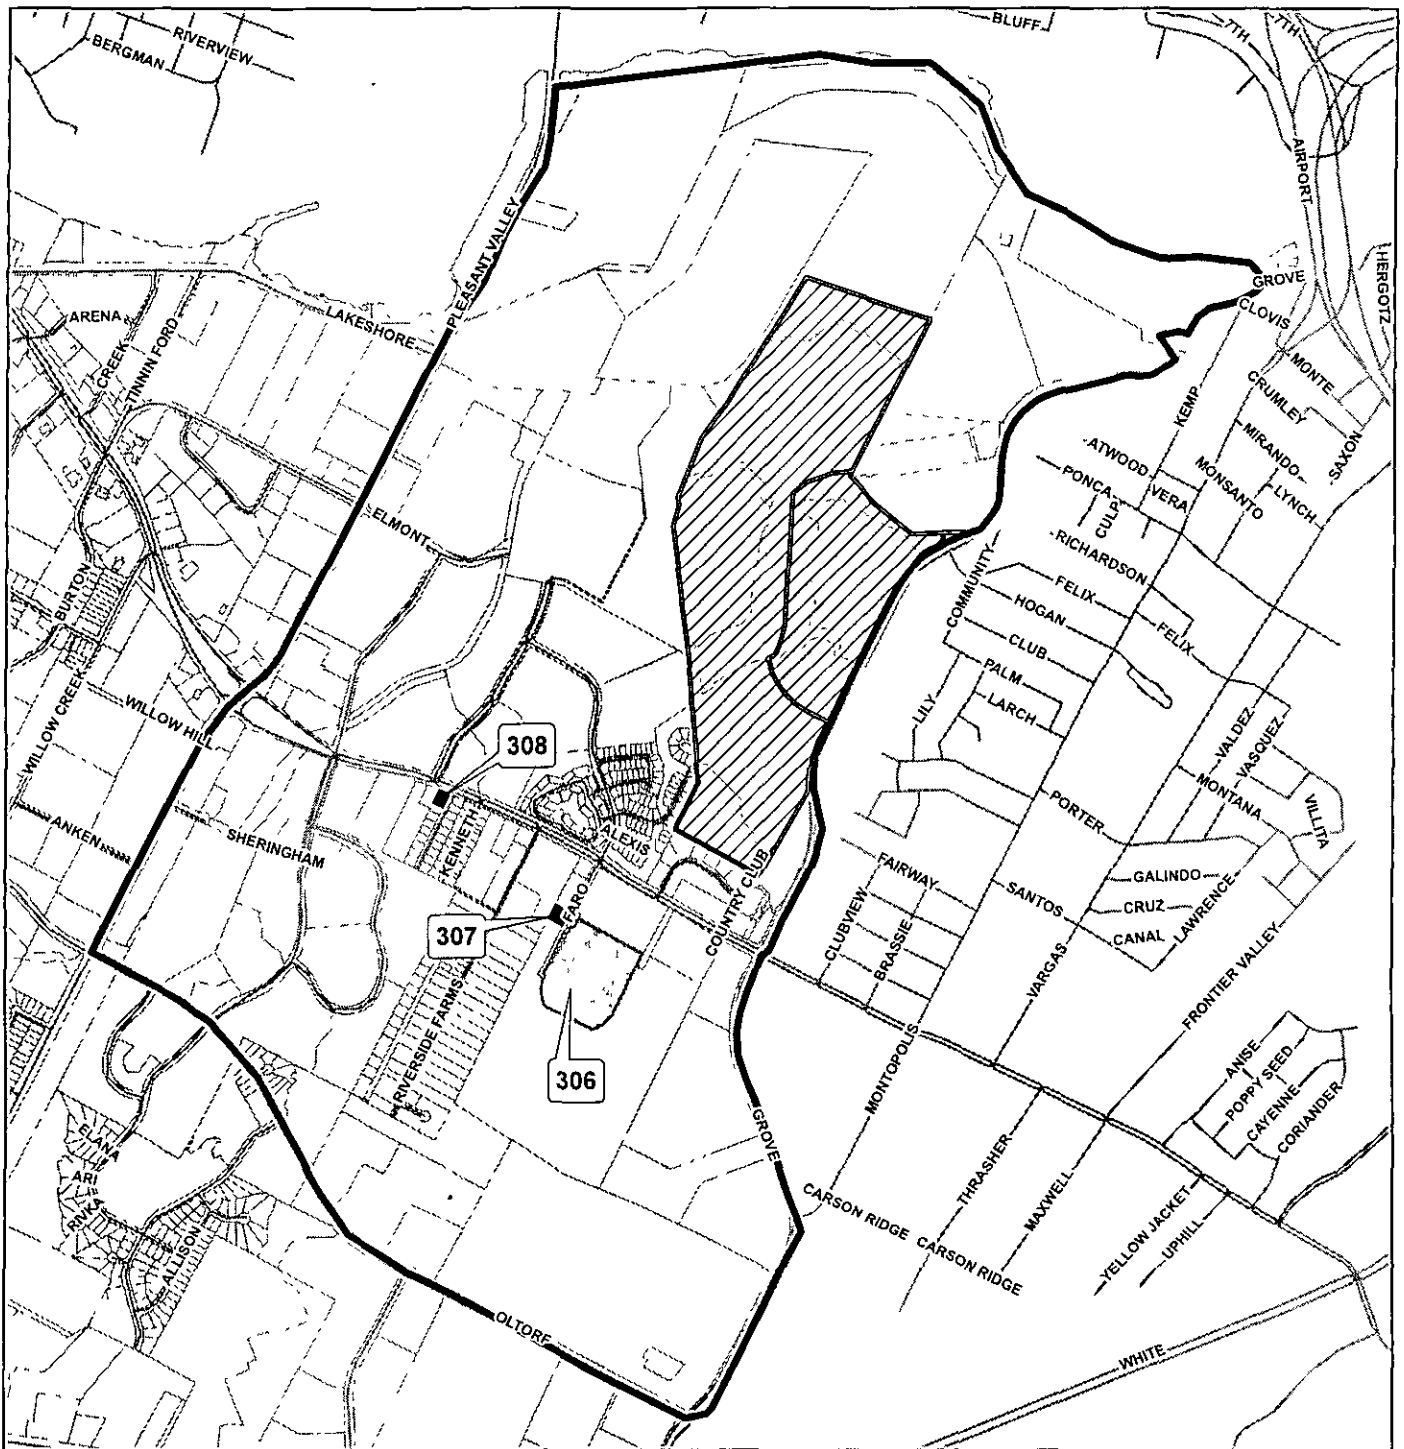 BLUFF
7TH
7TH
RIVERVIEW
BERGMAN
AIRPORT
PLEASANT VALLEY
HERGOTZ
GROVE
CLOVIS
LAKESHORE
ARENA
CREEK
TINNIN FORD
MONTE
CRUMLEY
KEMP
MIRANDO
SAXON
ATWOOD
VERA
MONSANTO
LYNCH
PONCA
CULP
ELMONT
RICHARDSON
COMMUNITY
FELIX
HOGAN
FELIX
CLUB
BURTON
PALM
LARCH
LILY
WILLOW CREEK
WILLOW HILL
VALDEZ
VASQUEZ
MONTANA
308
PORTER
VILLITA
ANKEN
SHERINGHAM
KENNETH
ALEXIS
COUNTRY CLUB
FAIRWAY
GALINDO
SANTOS
CRUZ
LAWRENCE
CANAL
CLUBVIEW
BRASSIE
307
FARO
VARGAS
FRONTIER VALLEY
RIVERSIDE FARMS
306
MONTOPOLIS
ANISE
POPPY SEED
CAYENNE
CORIANDER
GROVE
ELANA
ARI
RINKA
ALLISON
THRASHER
MAXWELL
CARSON RIDGE
CARSON RIDGE
YELLOW JACKET
UPHILL
OLTORF
WHITE